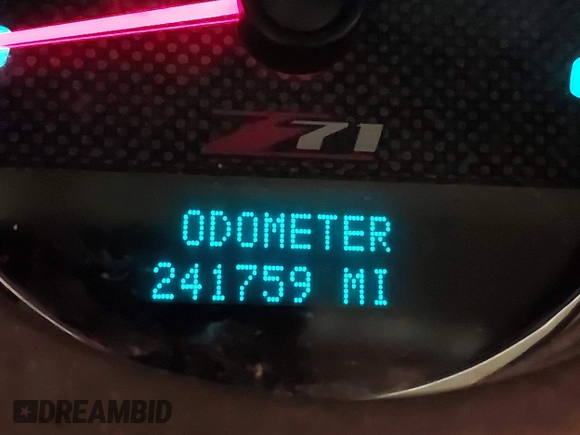 Z71
ODOMETER
241759 MI
DREAMBID